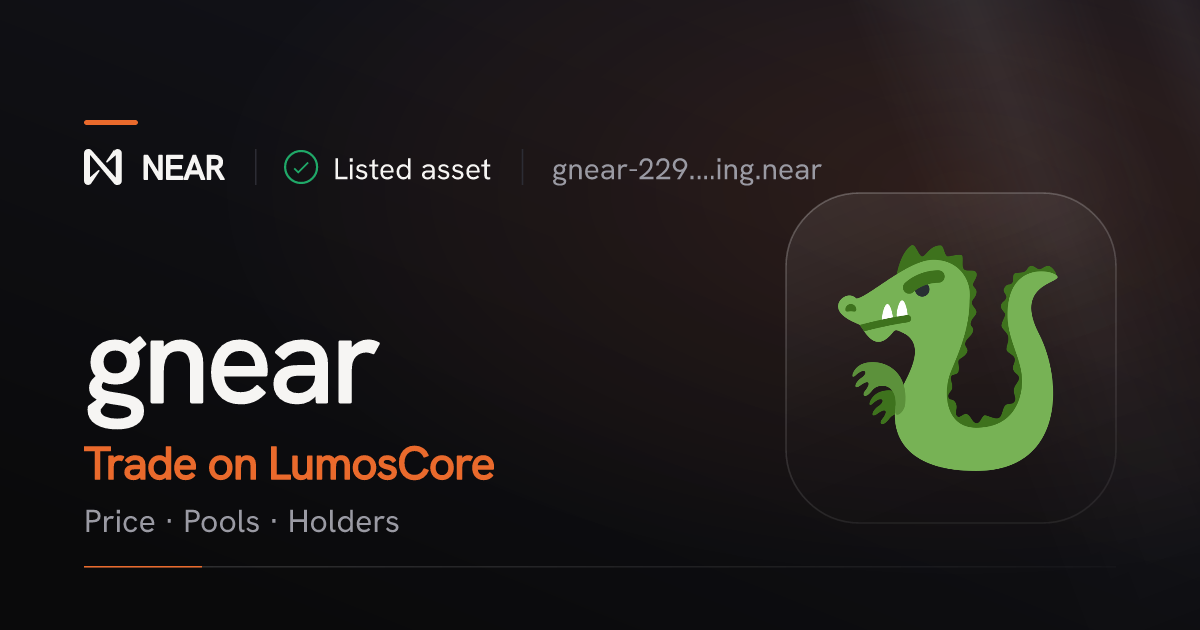 NEAR Listed asset gnear-229....ing.near
gnear
Trade on LumosCore
Price · Pools · Holders